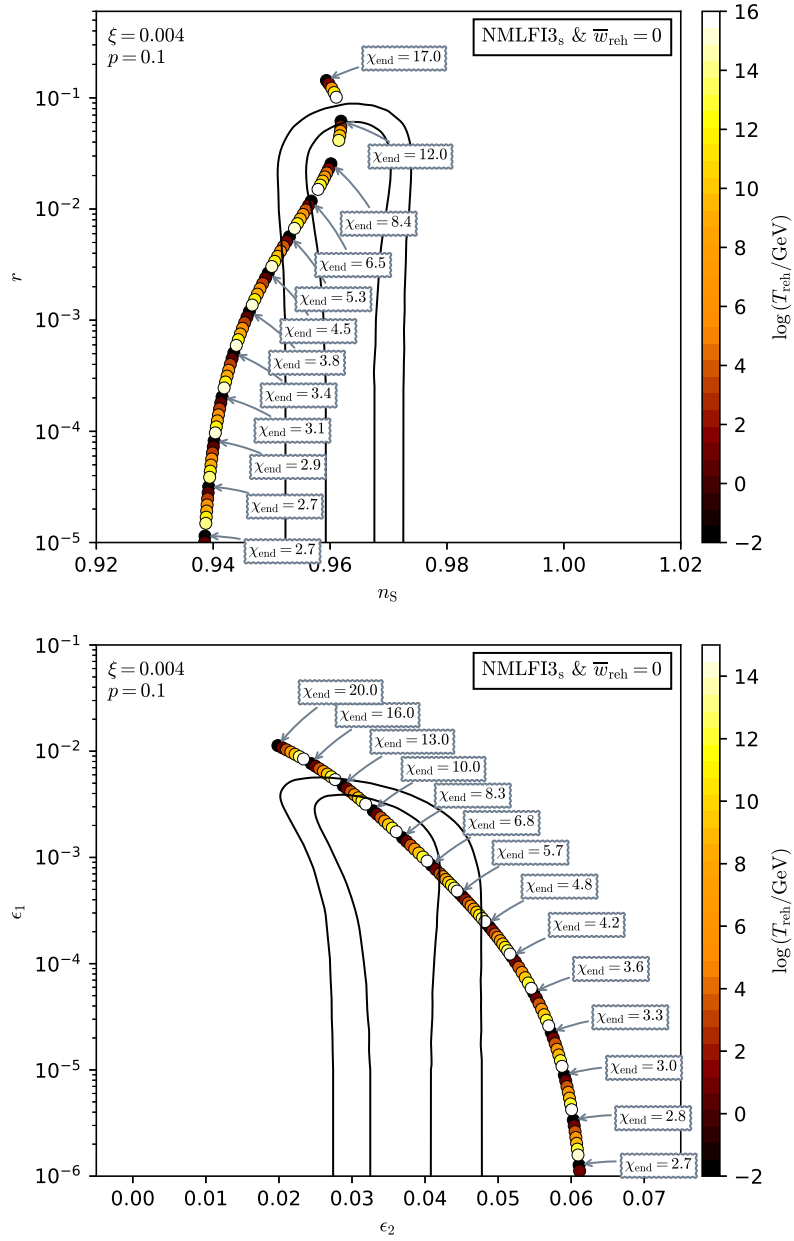 ξ = 0.004
p = 0.1
NMLFI3s & w̅reh = 0
χend = 17.0
χend = 12.0
χend = 8.4
χend = 6.5
χend = 5.3
χend = 4.5
χend = 3.8
χend = 3.4
χend = 3.1
χend = 2.9
χend = 2.7
χend = 2.7
10⁻¹
10⁻²
10⁻³
10⁻⁴
10⁻⁵
r
0.92 0.94 0.96 0.98 1.00 1.02
nS
16
14
12
10
8
6
4
2
0
−2
log (Treh/GeV)
ξ = 0.004
p = 0.1
NMLFI3s & w̅reh = 0
χend = 20.0
χend = 16.0
χend = 13.0
χend = 10.0
χend = 8.3
χend = 6.8
χend = 5.7
χend = 4.8
χend = 4.2
χend = 3.6
χend = 3.3
χend = 3.0
χend = 2.8
χend = 2.7
10⁻¹
10⁻²
10⁻³
10⁻⁴
10⁻⁵
10⁻⁶
ϵ1
0.00 0.01 0.02 0.03 0.04 0.05 0.06 0.07
ϵ2
14
12
10
8
6
4
2
0
−2
log (Treh/GeV)